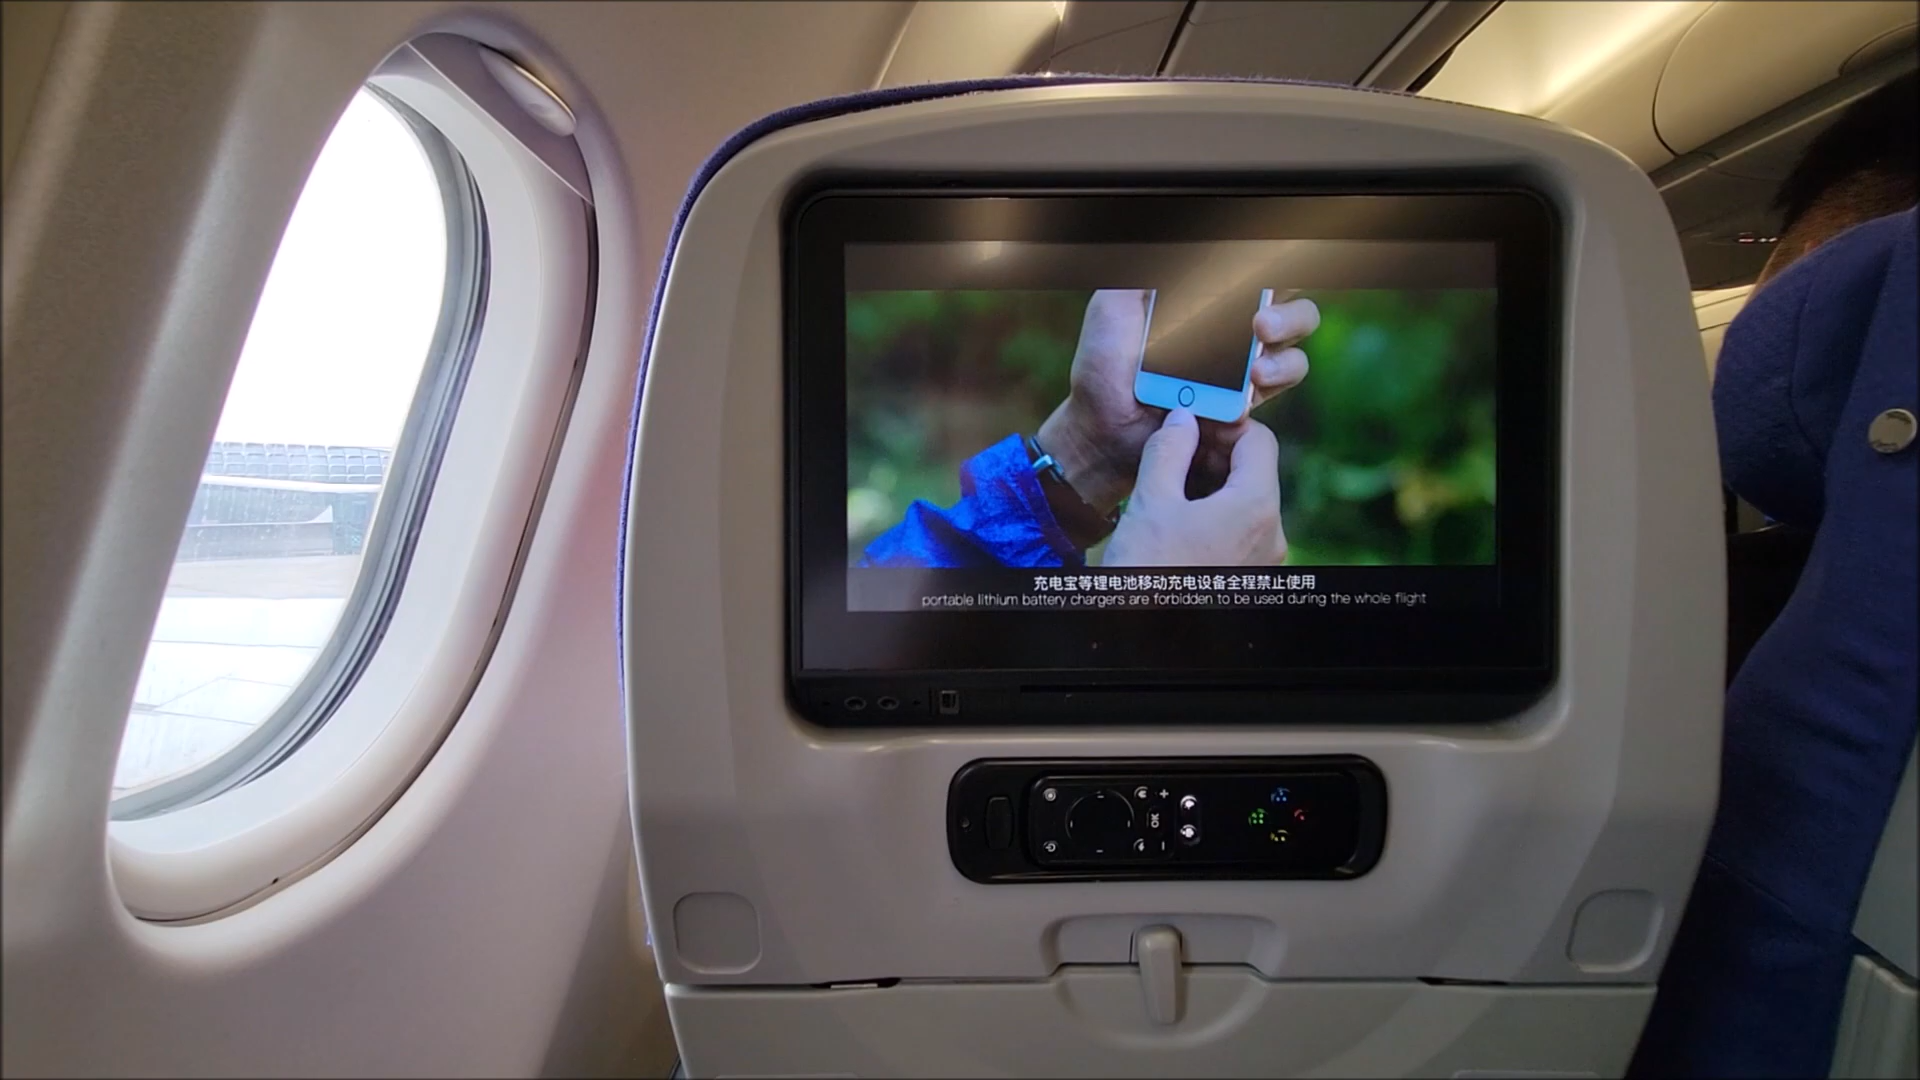 充电宝等锂电池移动充电设备全程禁止使用
portable lithium battery chargers are forbidden to be used during the whole flight
OK